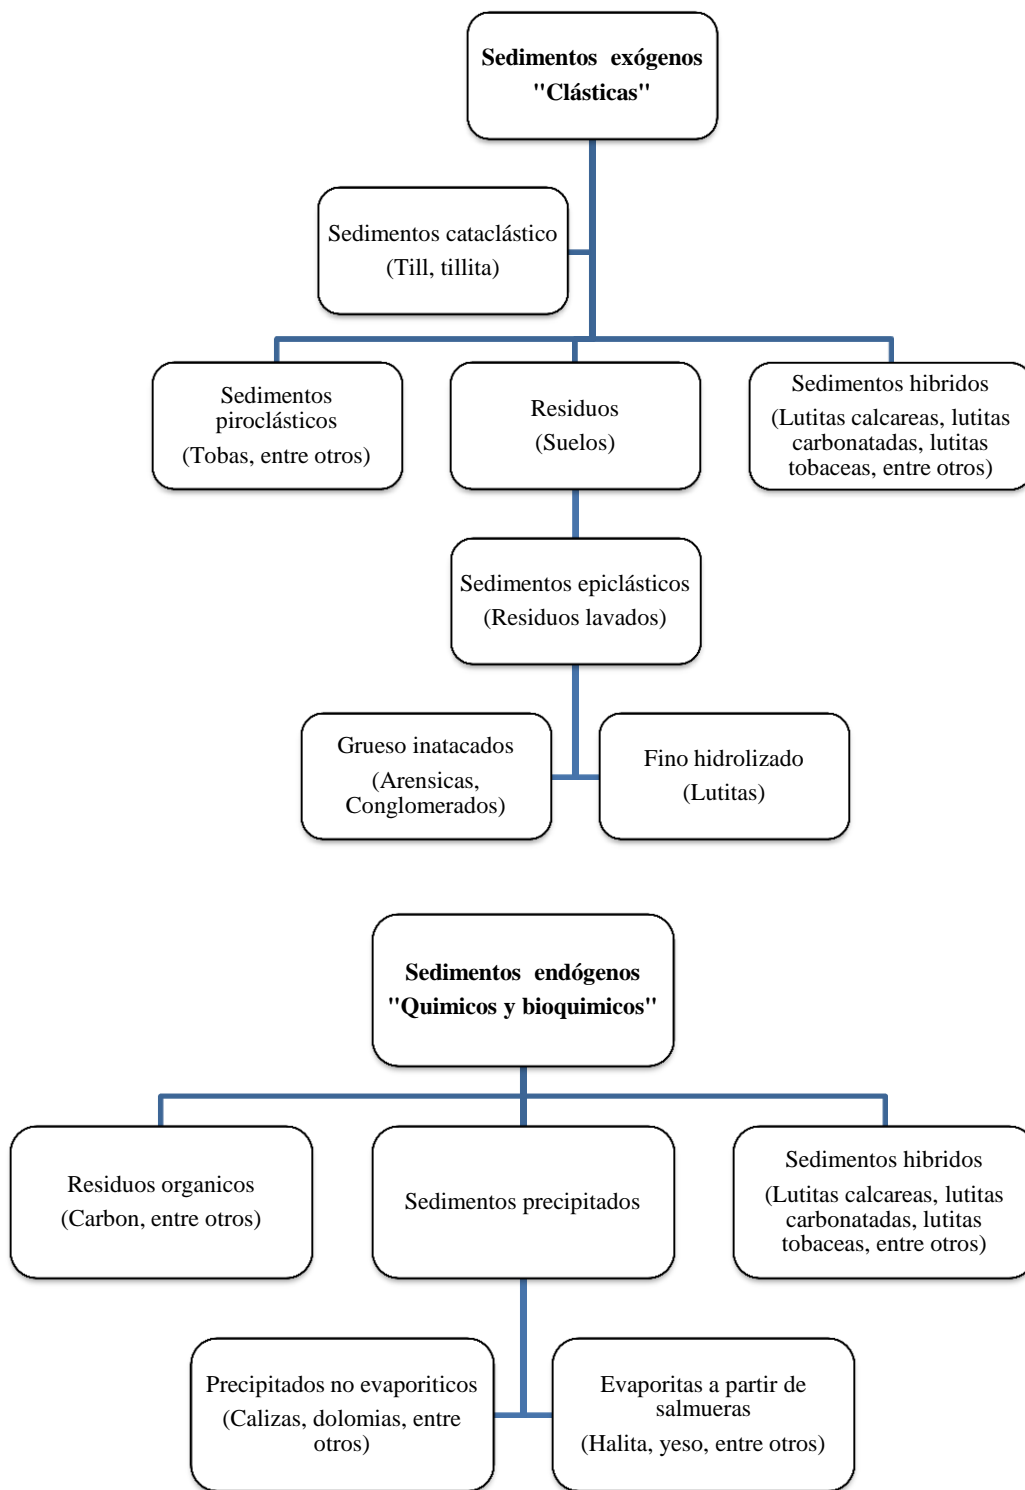 Sedimentos exógenos
"Clásticas"
Sedimentos cataclástico
(Till, tillita)
Sedimentos
piroclásticos
(Tobas, entre otros)
Residuos
(Suelos)
Sedimentos hibridos
(Lutitas calcareas, lutitas
carbonatadas, lutitas
tobaceas, entre otros)
Sedimentos epiclásticos
(Residuos lavados)
Grueso inatacados
(Arensicas,
Conglomerados)
Fino hidrolizado
(Lutitas)
Sedimentos endógenos
"Quimicos y bioquimicos"
Residuos organicos
(Carbon, entre otros)
Sedimentos precipitados
Sedimentos hibridos
(Lutitas calcareas, lutitas
carbonatadas, lutitas
tobaceas, entre otros)
Precipitados no evaporiticos
(Calizas, dolomias, entre
otros)
Evaporitas a partir de
salmueras
(Halita, yeso, entre otros)